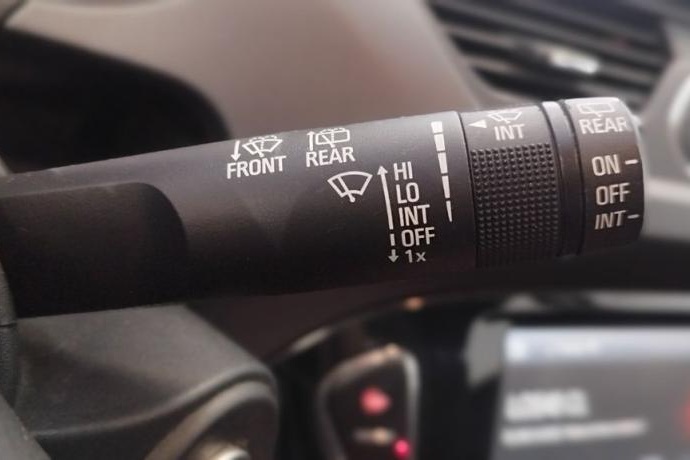 FRONT
REAR
HI
LO
INT
OFF
1x
INT
REAR
ON
OFF
INT